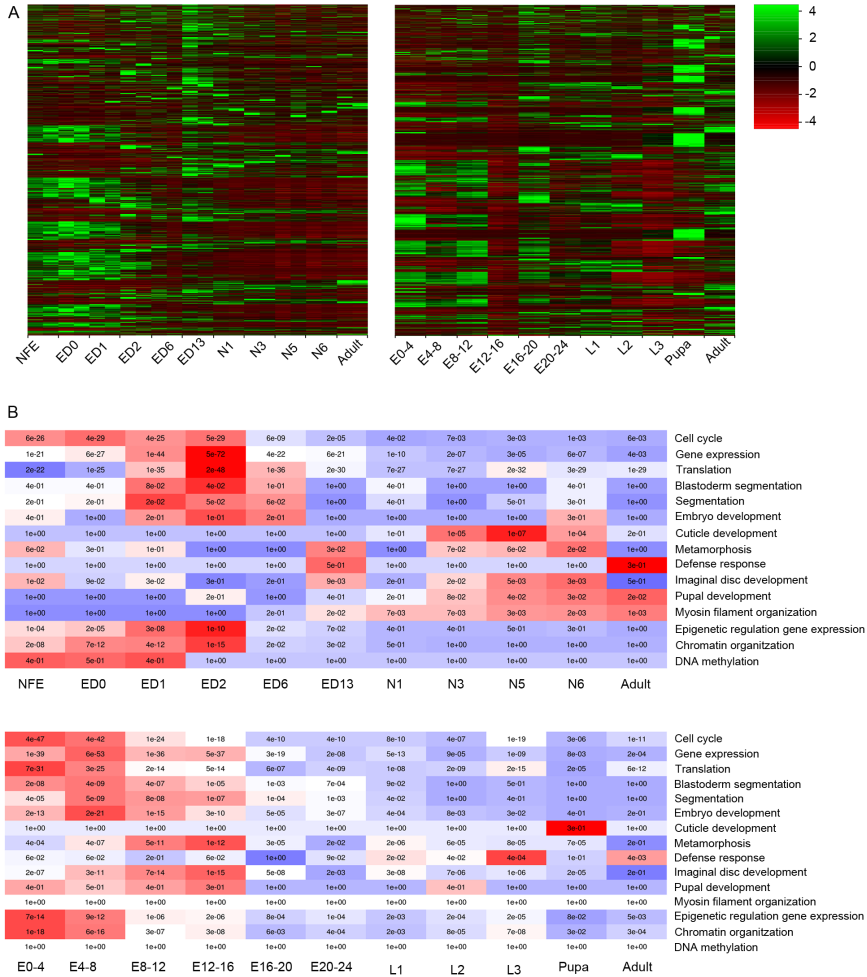 A
4
2
0
-2
-4
NFE ED0 ED1 ED2 ED6 ED13 N1 N3 N5 N6 Adult
E0-4 E4-8 E8-12 E12-16 E16-20 E20-24 L1 L2 L3 Pupa Adult
B
6e-26 4e-29 4e-25 5e-29 6e-09 2e-05 4e-02 7e-03 3e-03 1e-03 6e-03 Cell cycle
1e-21 6e-27 1e-44 5e-72 4e-22 6e-21 1e-10 2e-07 3e-05 6e-07 4e-03 Gene expression
2e-22 1e-25 1e-35 2e-48 1e-36 2e-30 7e-27 7e-27 2e-32 3e-29 1e-29 Translation
4e-01 4e-01 8e-02 4e-02 6e-01 1e+00 4e-01 1e+00 1e+00 4e-01 1e+00 Blastoderm segmentation
2e-01 2e-01 2e-02 5e-02 6e-02 1e+00 3e-01 1e+00 5e-01 3e-01 1e+00 Segmentation
4e-01 1e+00 2e-01 1e-01 2e-01 1e+00 1e+00 1e+00 1e+00 3e-01 1e+00 Embryo development
1e+00 1e+00 1e+00 1e+00 1e+00 1e+00 1e-01 1e-05 1e-07 1e-04 2e-01 Cuticle development
6e-02 3e-01 1e-01 1e+00 1e+00 3e-02 1e+00 7e-02 6e-02 2e-02 1e+00 Metamorphosis
1e+00 1e+00 1e+00 1e+00 1e+00 5e-01 1e+00 1e+00 1e+00 1e+00 3e-01 Defense response
1e-02 9e-02 3e-02 3e-01 2e-01 9e-03 2e-01 2e-02 5e-03 3e-03 5e-01 Imaginal disc development
1e+00 1e+00 1e+00 2e-01 1e+00 4e-01 2e-01 8e-02 4e-02 3e-02 2e-02 Pupal development
1e+00 1e+00 1e+00 1e+00 2e-01 2e-02 7e-03 3e-03 2e-03 2e-03 1e-03 Myosin filament organization
1e-04 2e-05 3e-08 1e-10 2e-02 7e-02 4e-01 4e-01 5e-01 3e-01 1e+00 Epigenetic regulation gene expression
2e-08 7e-12 4e-12 1e-15 2e-02 3e-02 1e+00 1e+00 1e+00 1e+00 1e+00 Chromatin organitzation
4e-01 5e-01 4e-01 1e+00 1e+00 1e+00 1e+00 1e+00 1e+00 1e+00 1e+00 DNA methylation
NFE ED0 ED1 ED2 ED6 ED13 N1 N3 N5 N6 Adult
4e-47 4e-42 1e-24 1e-18 4e-10 4e-10 8e-10 4e-07 1e-19 3e-06 1e-11 Cell cycle
1e-39 6e-53 1e-36 5e-37 3e-19 2e-08 5e-13 9e-05 1e-09 8e-03 2e-04 Gene expression
7e-31 3e-25 2e-14 5e-14 6e-07 4e-09 1e-08 2e-09 2e-15 2e-05 6e-12 Translation
2e-08 4e-09 4e-07 1e-05 1e-03 7e-04 9e-02 1e+00 5e-01 1e+00 1e+00 Blastoderm segmentation
4e-05 5e-09 8e-08 1e-07 1e-04 1e-03 4e-02 1e+00 4e-01 1e+00 1e+00 Segmentation
2e-13 2e-21 1e-15 3e-10 5e-05 3e-07 4e-04 8e-03 3e-02 4e-01 2e-01 Embryo development
1e+00 1e+00 1e+00 1e+00 1e+00 1e+00 1e+00 1e+00 1e+00 3e-01 1e+00 Cuticle development
4e-04 4e-07 5e-11 1e-12 3e-05 2e-02 2e-06 6e-05 8e-05 7e-05 2e-01 Metamorphosis
6e-02 6e-02 2e-01 6e-02 1e+00 9e-02 2e-02 4e-02 4e-04 1e-01 4e-03 Defense response
2e-07 3e-11 7e-14 1e-15 5e-08 2e-03 3e-08 7e-06 1e-06 2e-05 2e-01 Imaginal disc development
4e-01 5e-01 4e-01 3e-01 1e+00 1e+00 1e+00 4e-01 1e+00 1e+00 1e+00 Pupal development
1e+00 1e+00 1e+00 1e+00 1e+00 1e+00 1e+00 1e+00 1e+00 1e+00 1e+00 Myosin filament organization
7e-14 9e-12 1e-06 2e-06 8e-04 1e-04 2e-03 2e-04 2e-05 8e-02 5e-03 Epigenetic regulation gene expression
1e-18 6e-16 3e-07 3e-08 6e-03 4e-03 2e-04 8e-05 7e-08 3e-02 3e-04 Chromatin organitzation
1e+00 1e+00 1e+00 1e+00 1e+00 1e+00 1e+00 1e+00 1e+00 1e+00 1e+00 DNA methylation
E0-4 E4-8 E8-12 E12-16 E16-20 E20-24 L1 L2 L3 Pupa Adult